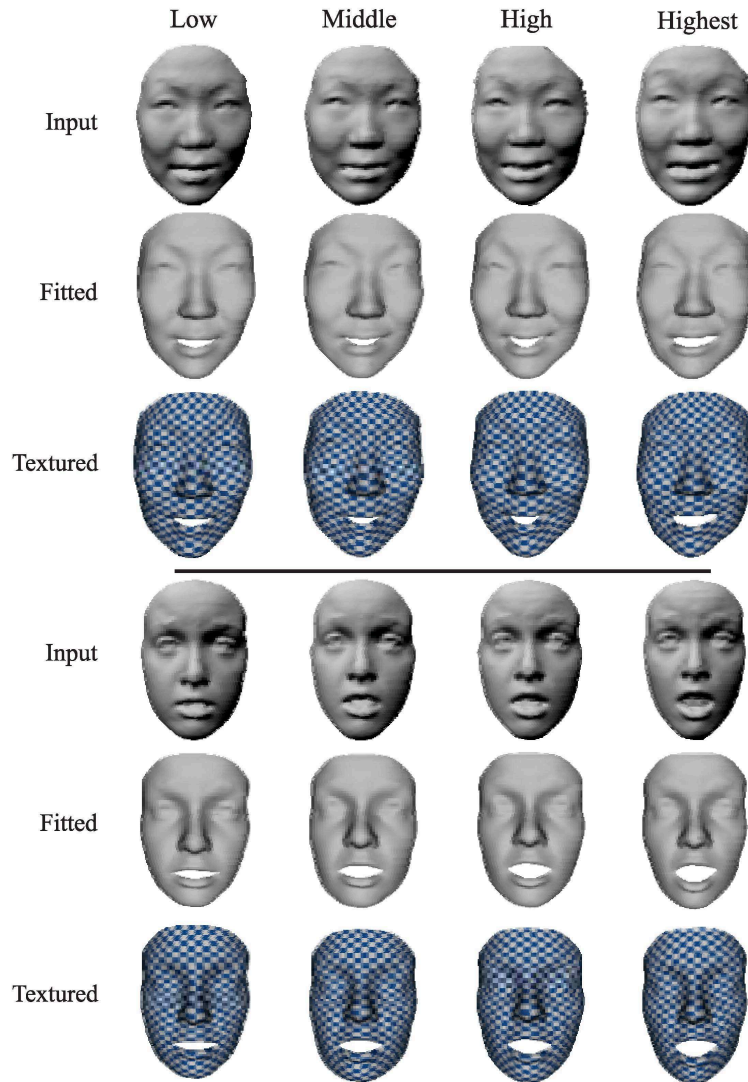 Low Middle High Highest
Input
Fitted
Textured
Input
Fitted
Textured